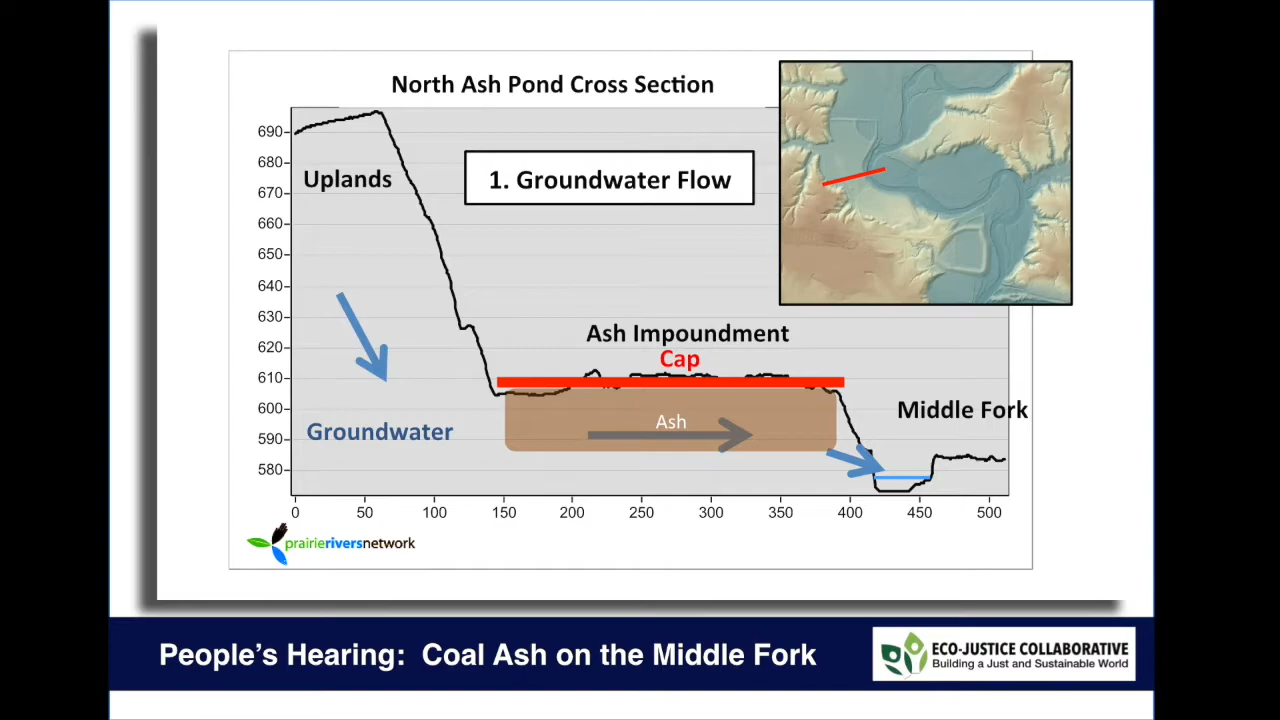 North Ash Pond Cross Section
690
680
670
660
650
640
630
620
610
600
590
580
Uplands
1. Groundwater Flow
Ash Impoundment
Cap
Ash
Groundwater
Middle Fork
0 50 100 150 200 250 300 350 400 450 500
prairieriversnetwork
People's Hearing: Coal Ash on the Middle Fork
ECO-JUSTICE COLLABORATIVE
Building a Just and Sustainable World